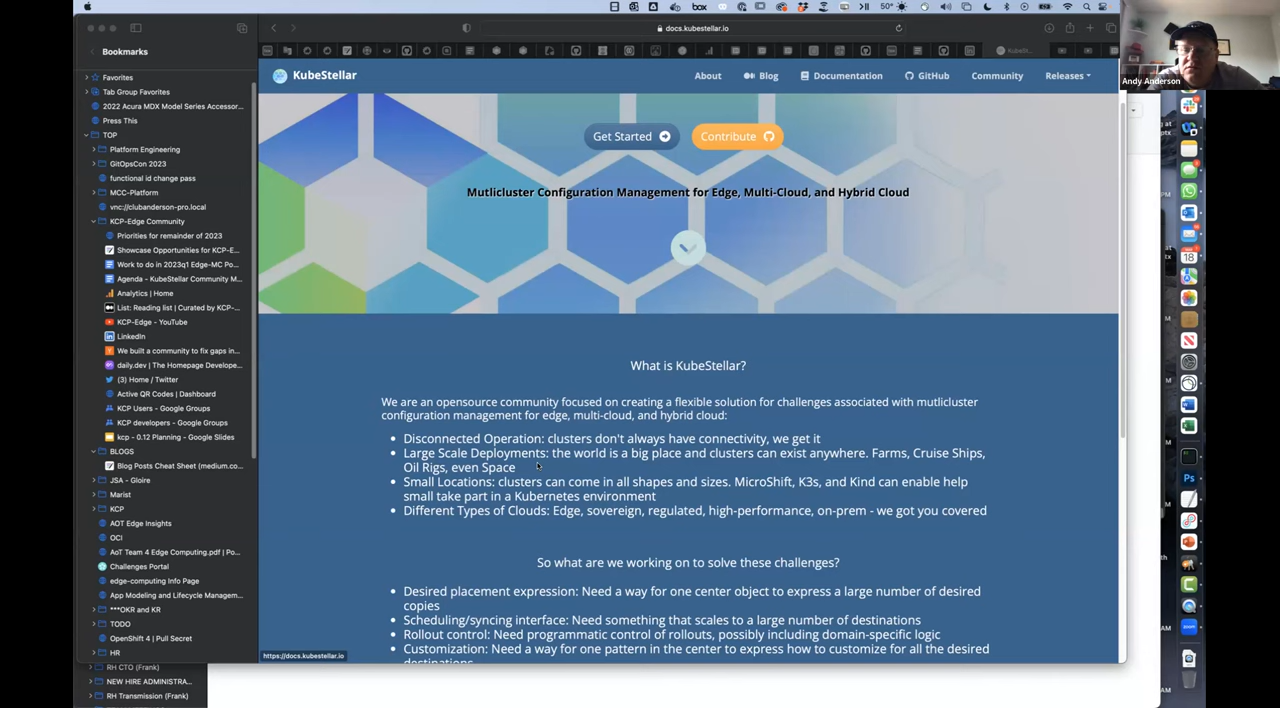 50°
Bookmarks
docs.kubestellar.io
Andy Anderson
Favorites
Tab Group Favorites
2022 Acura MDX Model Series Accessor...
Press This
TOP
Platform Engineering
GitOpsCon 2023
functional id change pass
MCC-Platform
vnc://clubanderson-pro.local
KCP-Edge Community
Priorities for remainder of 2023
Showcase Opportunities for KCP-E...
Work to do in 2023q1 Edge-MC Po...
Agenda - KubeStellar Community M...
Analytics | Home
List: Reading list | Curated by KCP-...
KCP-Edge - YouTube
LinkedIn
We built a community to fix gaps in...
daily.dev | The Homepage Develope...
(3) Home / Twitter
Active QR Codes | Dashboard
KCP Users - Google Groups
KCP developers - Google Groups
kcp - 0.12 Planning - Google Slides
BLOGS
Blog Posts Cheat Sheet (medium.co...
JSA - Gloire
Marist
KCP
AOT Edge Insights
OCI
AoT Team 4 Edge Computing.pdf | Po...
Challenges Portal
edge-computing Info Page
App Modeling and Lifecycle Managem...
***OKR and KR
TODO
OpenShift 4 | Pull Secret
HR
RH CTO (Frank)
NEW HIRE ADMINISTRA...
RH Transmission (Frank)
KubeSt...
KubeStellar
About
Blog
Documentation
GitHub
Community
Releases
Get Started
Contribute
Mutlicluster Configuration Management for Edge, Multi-Cloud, and Hybrid Cloud
What is KubeStellar?
We are an opensource community focused on creating a flexible solution for challenges associated with mutlicluster
configuration management for edge, multi-cloud, and hybrid cloud:
Disconnected Operation: clusters don't always have connectivity, we get it
Large Scale Deployments: the world is a big place and clusters can exist anywhere. Farms, Cruise Ships,
Oil Rigs, even Space
Small Locations: clusters can come in all shapes and sizes. MicroShift, K3s, and Kind can enable help
small take part in a Kubernetes environment
Different Types of Clouds: Edge, sovereign, regulated, high-performance, on-prem - we got you covered
So what are we working on to solve these challenges?
Desired placement expression: Need a way for one center object to express a large number of desired
copies
Scheduling/syncing interface: Need something that scales to a large number of destinations
Rollout control: Need programmatic control of rollouts, possibly including domain-specific logic
Customization: Need a way for one pattern in the center to express how to customize for all the desired
destinations
https://docs.kubestellar.io
18
zoom